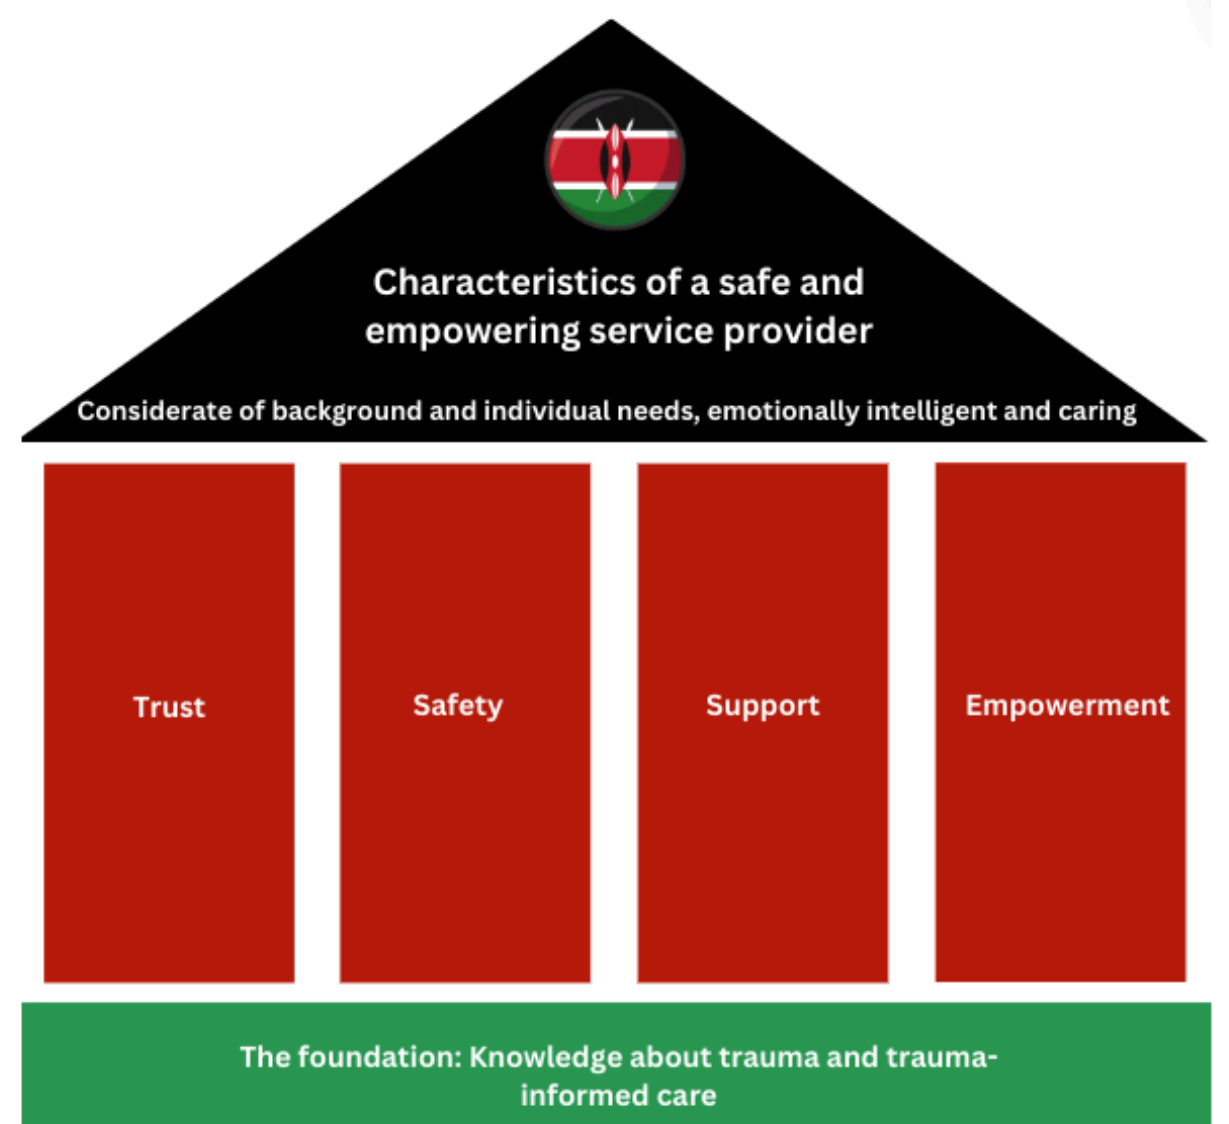 Characteristics of a safe and
empowering service provider
Considerate of background and individual needs, emotionally intelligent and caring
Trust
Safety
Support
Empowerment
The foundation: Knowledge about trauma and trauma-
informed care